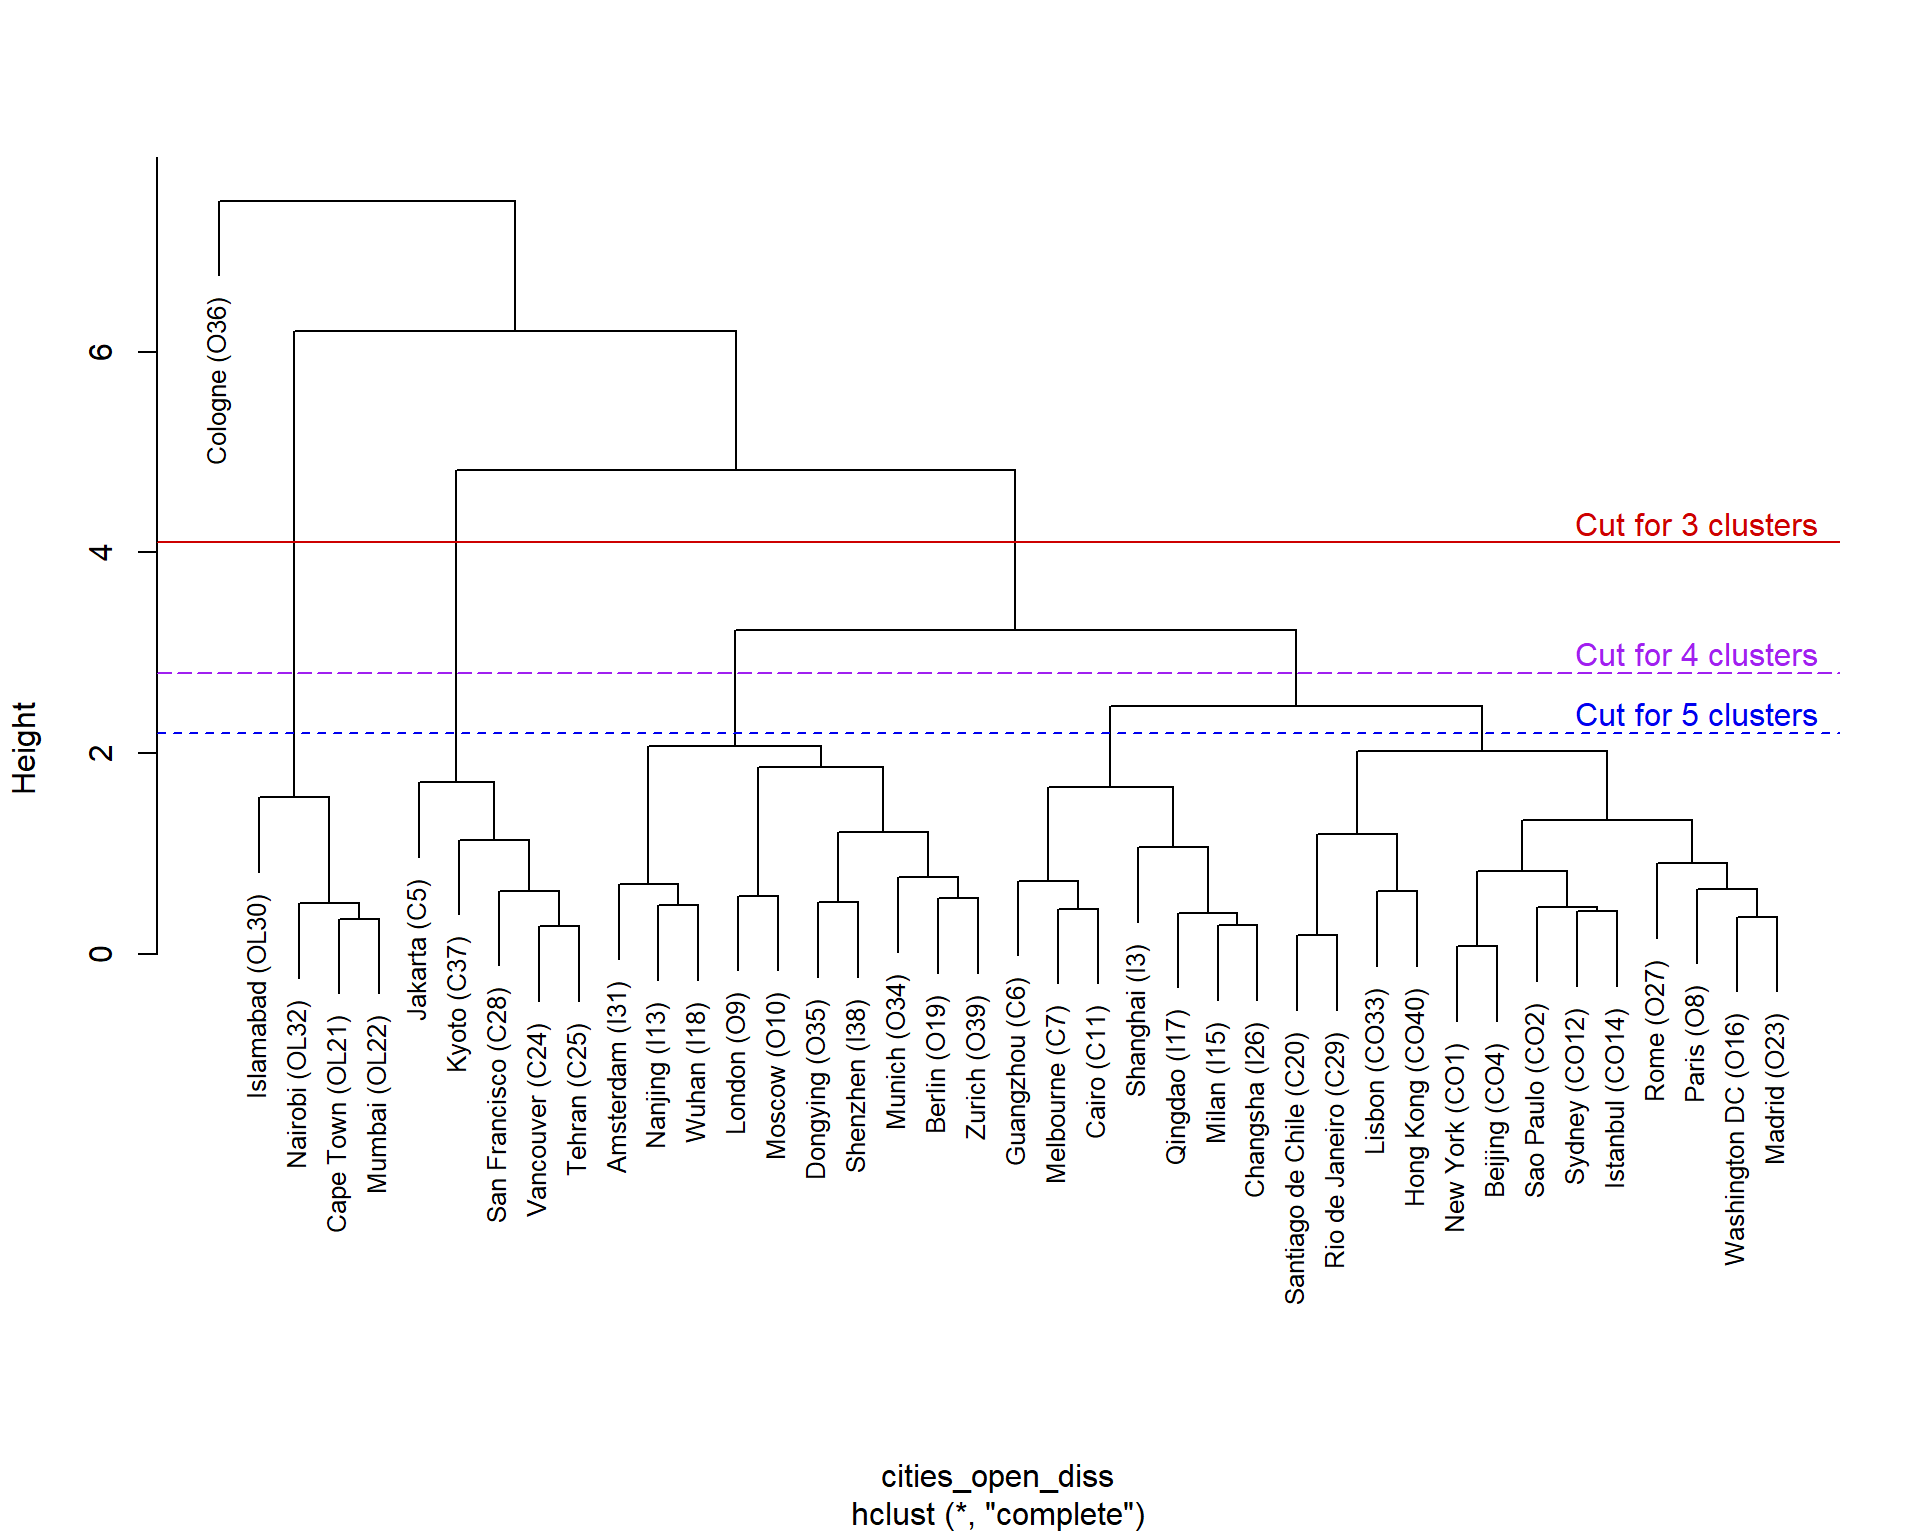 Height
0
2
4
6
Cut for 3 clusters
Cut for 4 clusters
Cut for 5 clusters
Cologne (O36)
Islamabad (OL30)
Nairobi (OL32)
Cape Town (OL21)
Mumbai (OL22)
Jakarta (C5)
Kyoto (C37)
San Francisco (C28)
Vancouver (C24)
Tehran (C25)
Amsterdam (I31)
Nanjing (I13)
Wuhan (I18)
London (O9)
Moscow (O10)
Dongying (O35)
Shenzhen (I38)
Munich (O34)
Berlin (O19)
Zurich (O39)
Guangzhou (C6)
Melbourne (C7)
Cairo (C11)
Shanghai (I3)
Qingdao (I17)
Milan (I15)
Changsha (I26)
Santiago de Chile (C20)
Rio de Janeiro (C29)
Lisbon (CO33)
Hong Kong (CO40)
New York (CO1)
Beijing (CO4)
Sao Paulo (CO2)
Sydney (CO12)
Istanbul (CO14)
Rome (O27)
Paris (O8)
Washington DC (O16)
Madrid (O23)
cities_open_diss
hclust (*, "complete")